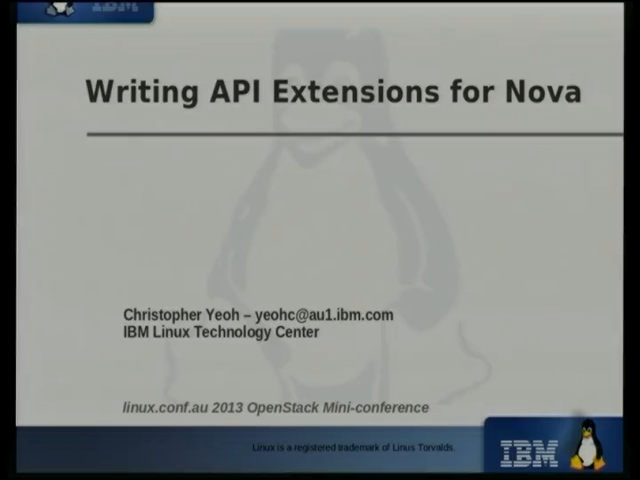 IBM
Writing API Extensions for Nova
Christopher Yeoh – yeohc@au1.ibm.com
IBM Linux Technology Center
linux.conf.au 2013 OpenStack Mini-conference
Linux is a registered trademark of Linus Torvalds.
IBM